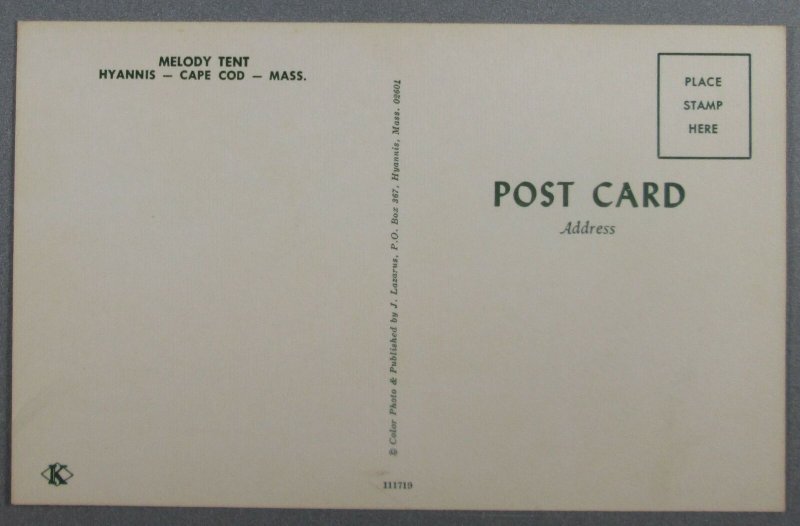 MELODY TENT
HYANNIS — CAPE COD — MASS.
© Color Photo & Published by J. Lazarus, P.O. Box 367, Hyannis, Mass. 02601
PLACE
STAMP
HERE
POST CARD
Address
K
111719